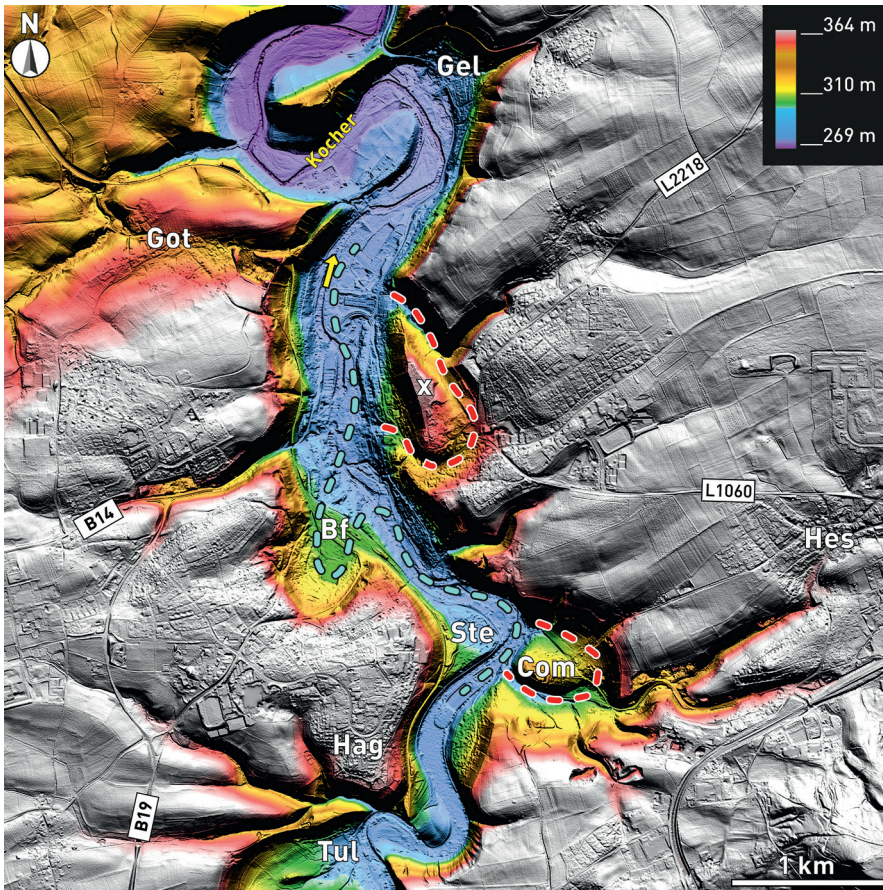 N
Gel
364 m
310 m
269 m
Kocher
L2218
Got
x
B14
Bf
L1060
Hes
Ste
Com
Hag
B19
Tul
1 km